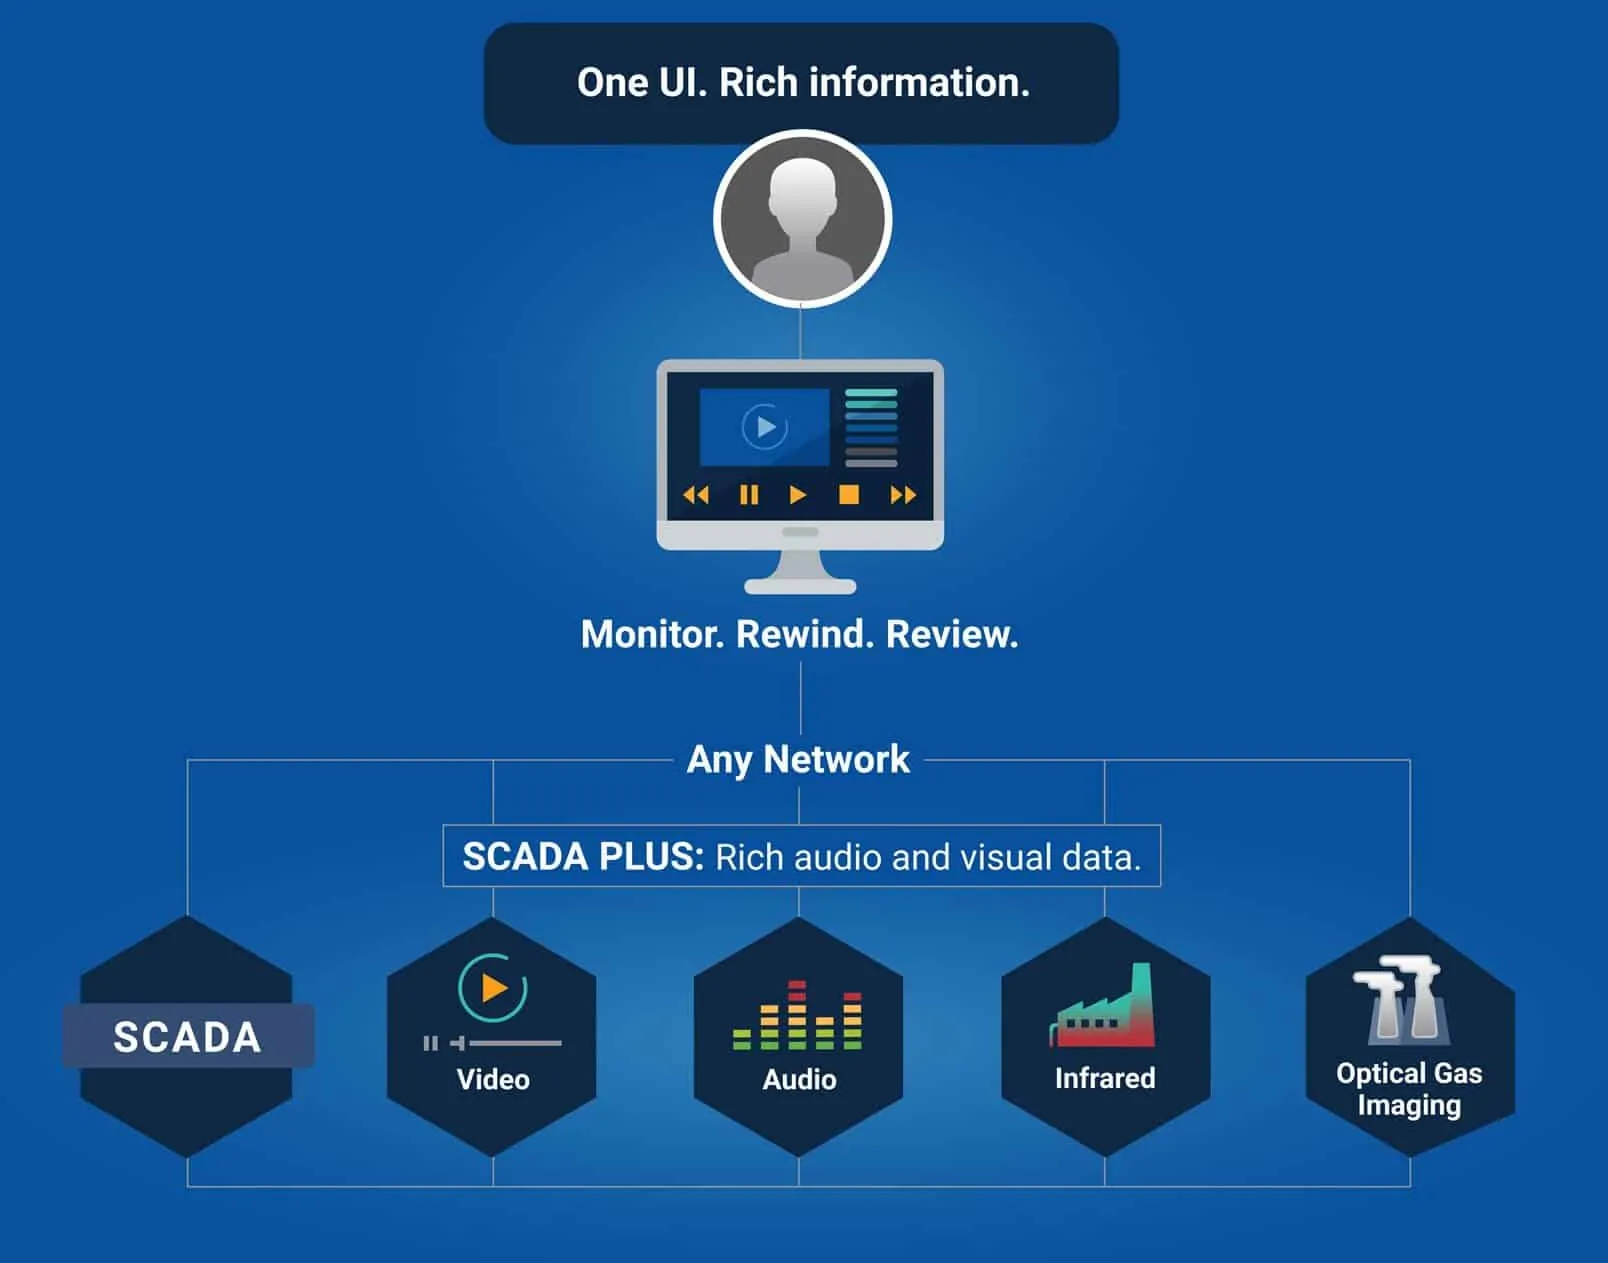 One UI. Rich information.
Monitor. Rewind. Review.
Any Network
SCADA PLUS: Rich audio and visual data.
SCADA
Video
Audio
Infrared
Optical Gas
Imaging